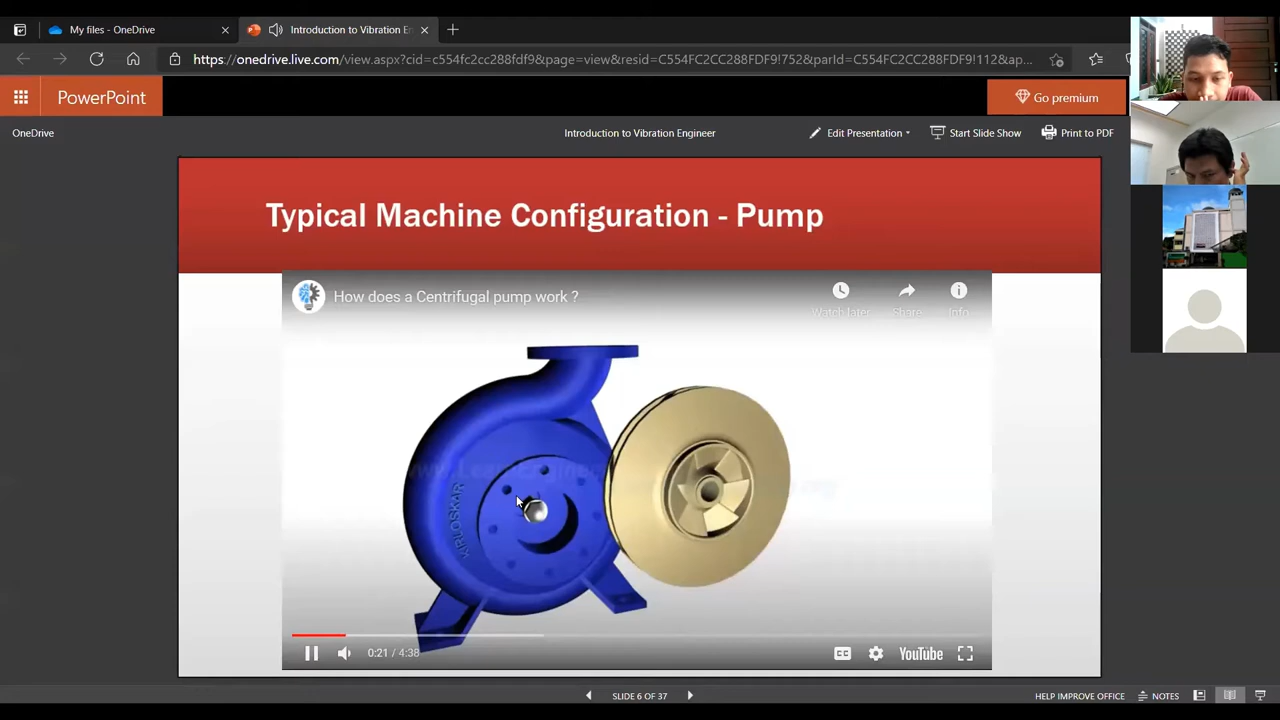 My files - OneDrive
Introduction to Vibration En
https://onedrive.live.com/view.aspx?cid=c554fc2cc288fdf9&page=view&resid=C554FC2CC288FDF9!752&parId=C554FC2CC288FDF9!112&ap...
PowerPoint
Go premium
OneDrive
Introduction to Vibration Engineer
Edit Presentation
Start Slide Show
Print to PDF
Typical Machine Configuration - Pump
How does a Centrifugal pump work ?
Watch later
Share
Info
KIRLOSKAR
0:21 / 4:38
CC
YouTube
SLIDE 6 OF 37
HELP IMPROVE OFFICE
NOTES